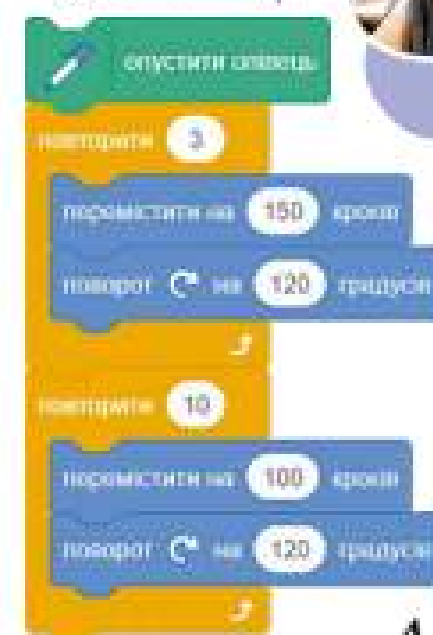 опустити олівець
повторити 3
перемістити на 150 кроків
поворот на 120 градусів
повторити 10
перемістити на 100 кроків
поворот на 120 градусів
А